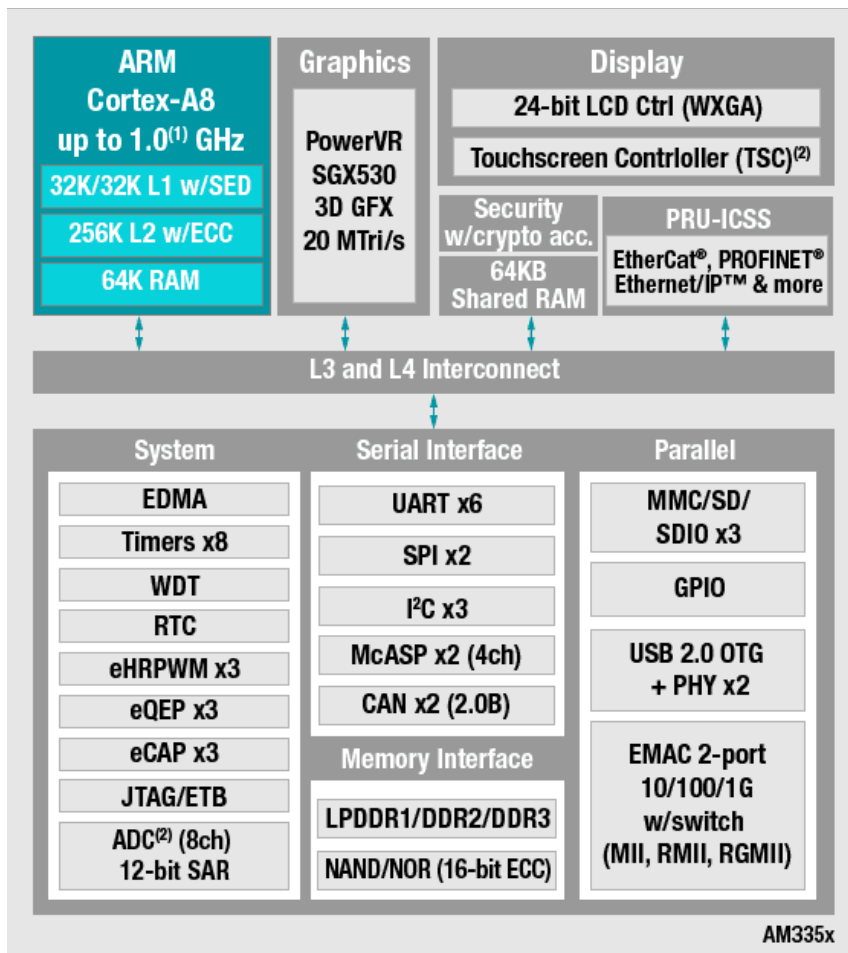 ARM
Cortex-A8
up to 1.0(1) GHz
32K/32K L1 w/SED
256K L2 w/ECC
64K RAM
Graphics
PowerVR
SGX530
3D GFX
20 MTri/s
Display
24-bit LCD Ctrl (WXGA)
Touchscreen Contrloller (TSC)(2)
Security
w/crypto acc.
64KB
Shared RAM
PRU-ICSS
EtherCat®, PROFINET®
Ethernet/IP™ & more
L3 and L4 Interconnect
System
EDMA
Timers x8
WDT
RTC
eHRPWM x3
eQEP x3
eCAP x3
JTAG/ETB
ADC(2) (8ch)
12-bit SAR
Serial Interface
UART x6
SPI x2
I²C x3
McASP x2 (4ch)
CAN x2 (2.0B)
Memory Interface
LPDDR1/DDR2/DDR3
NAND/NOR (16-bit ECC)
Parallel
MMC/SD/
SDIO x3
GPIO
USB 2.0 OTG
+ PHY x2
EMAC 2-port
10/100/1G
w/switch
(MII, RMII, RGMII)
AM335x